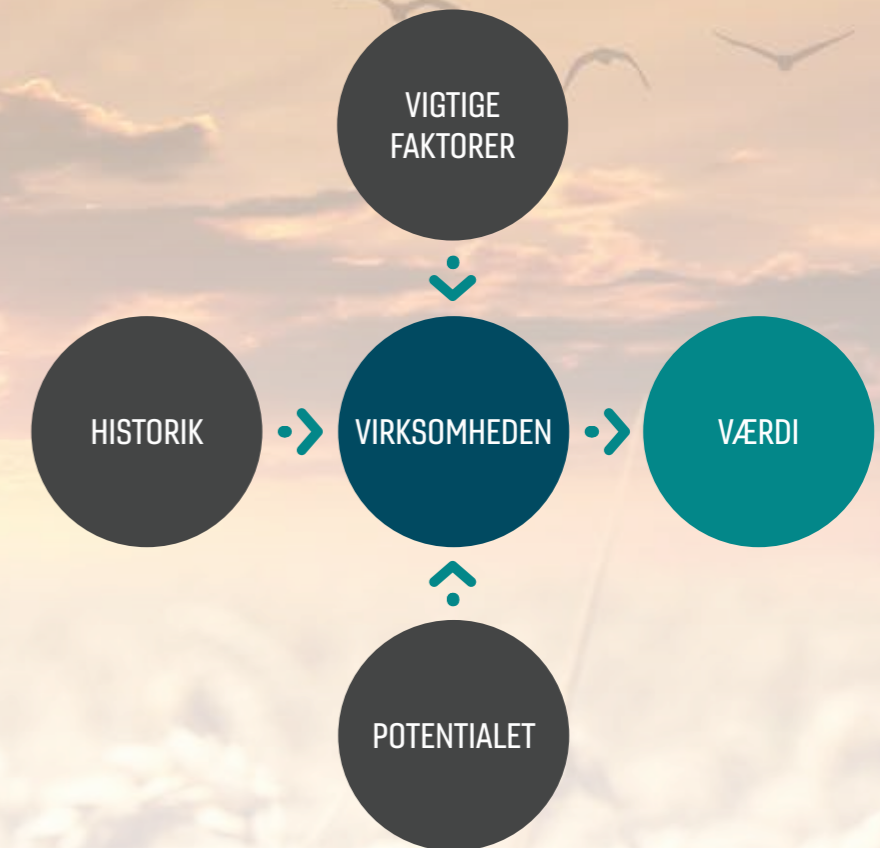 VIGTIGE
FAKTORER
HISTORIK
VIRKSOMHEDEN
VÆRDI
POTENTIALET